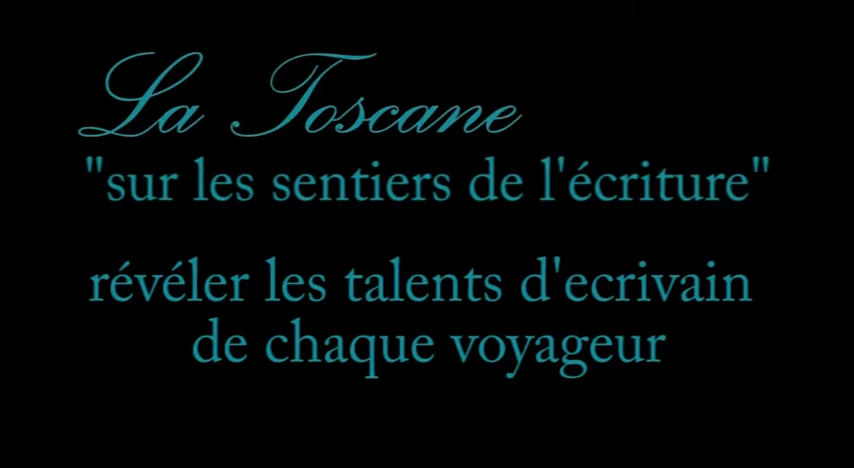 La Toscane
"sur les sentiers de l'écriture"
révéler les talents d'ecrivain
de chaque voyageur